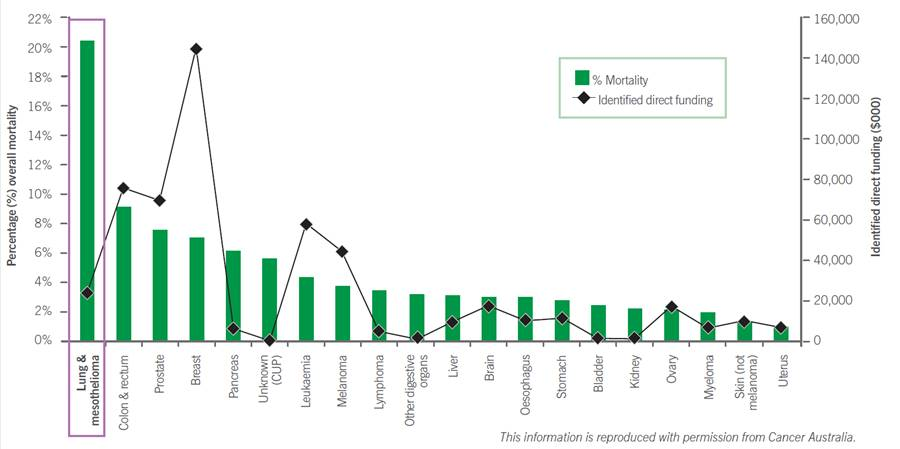 22%
20%
18%
16%
14%
12%
10%
8%
6%
4%
2%
0%
Percentage (%) overall mortality
160,000
140,000
120,000
100,000
80,000
60,000
40,000
20,000
0
Identified direct funding ($000)
% Mortality
Identified direct funding
Lung &
mesothelioma
Colon & rectum
Prostate
Breast
Pancreas
Unknown
(CUP)
Leukaemia
Melanoma
Lymphoma
Other digestive
organs
Liver
Brain
Oesophagus
Stomach
Bladder
Kidney
Ovary
Myeloma
Skin (not
melanoma)
Uterus
This information is reproduced with permission from Cancer Australia.